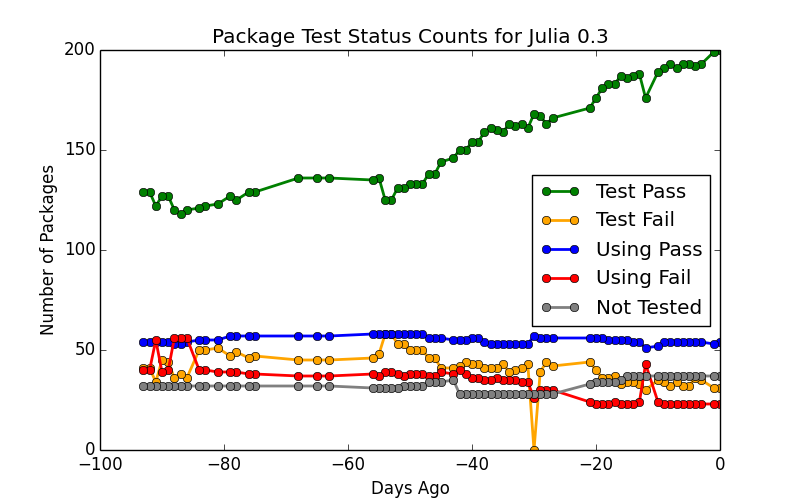 Package Test Status Counts for Julia 0.3
200
150
100
50
0
Number of Packages
Test Pass
Test Fail
Using Pass
Using Fail
Not Tested
−100 −80 −60 −40 −20 0
Days Ago